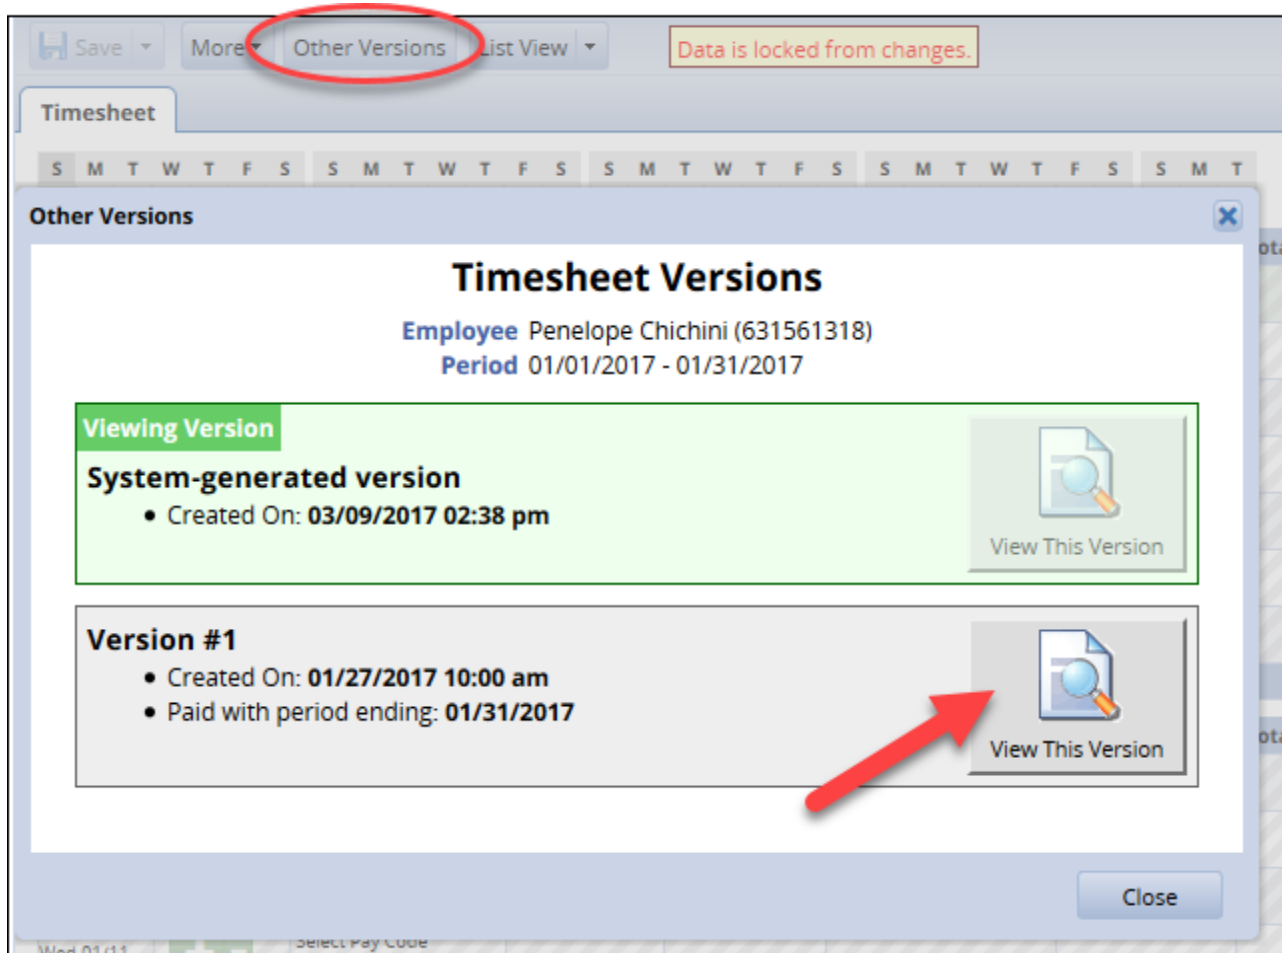 Save More Other Versions List View Data is locked from changes.
Timesheet
S M T W T F S S M T W T F S S M T W T F S S M T W T F S S M T
Other Versions
Timesheet Versions
Employee Penelope Chichini (631561318)
Period 01/01/2017 - 01/31/2017
Viewing Version
System-generated version
• Created On: 03/09/2017 02:38 pm
View This Version
Version #1
• Created On: 01/27/2017 10:00 am
• Paid with period ending: 01/31/2017
View This Version
Close
Select Pay Code
Wed 01/11